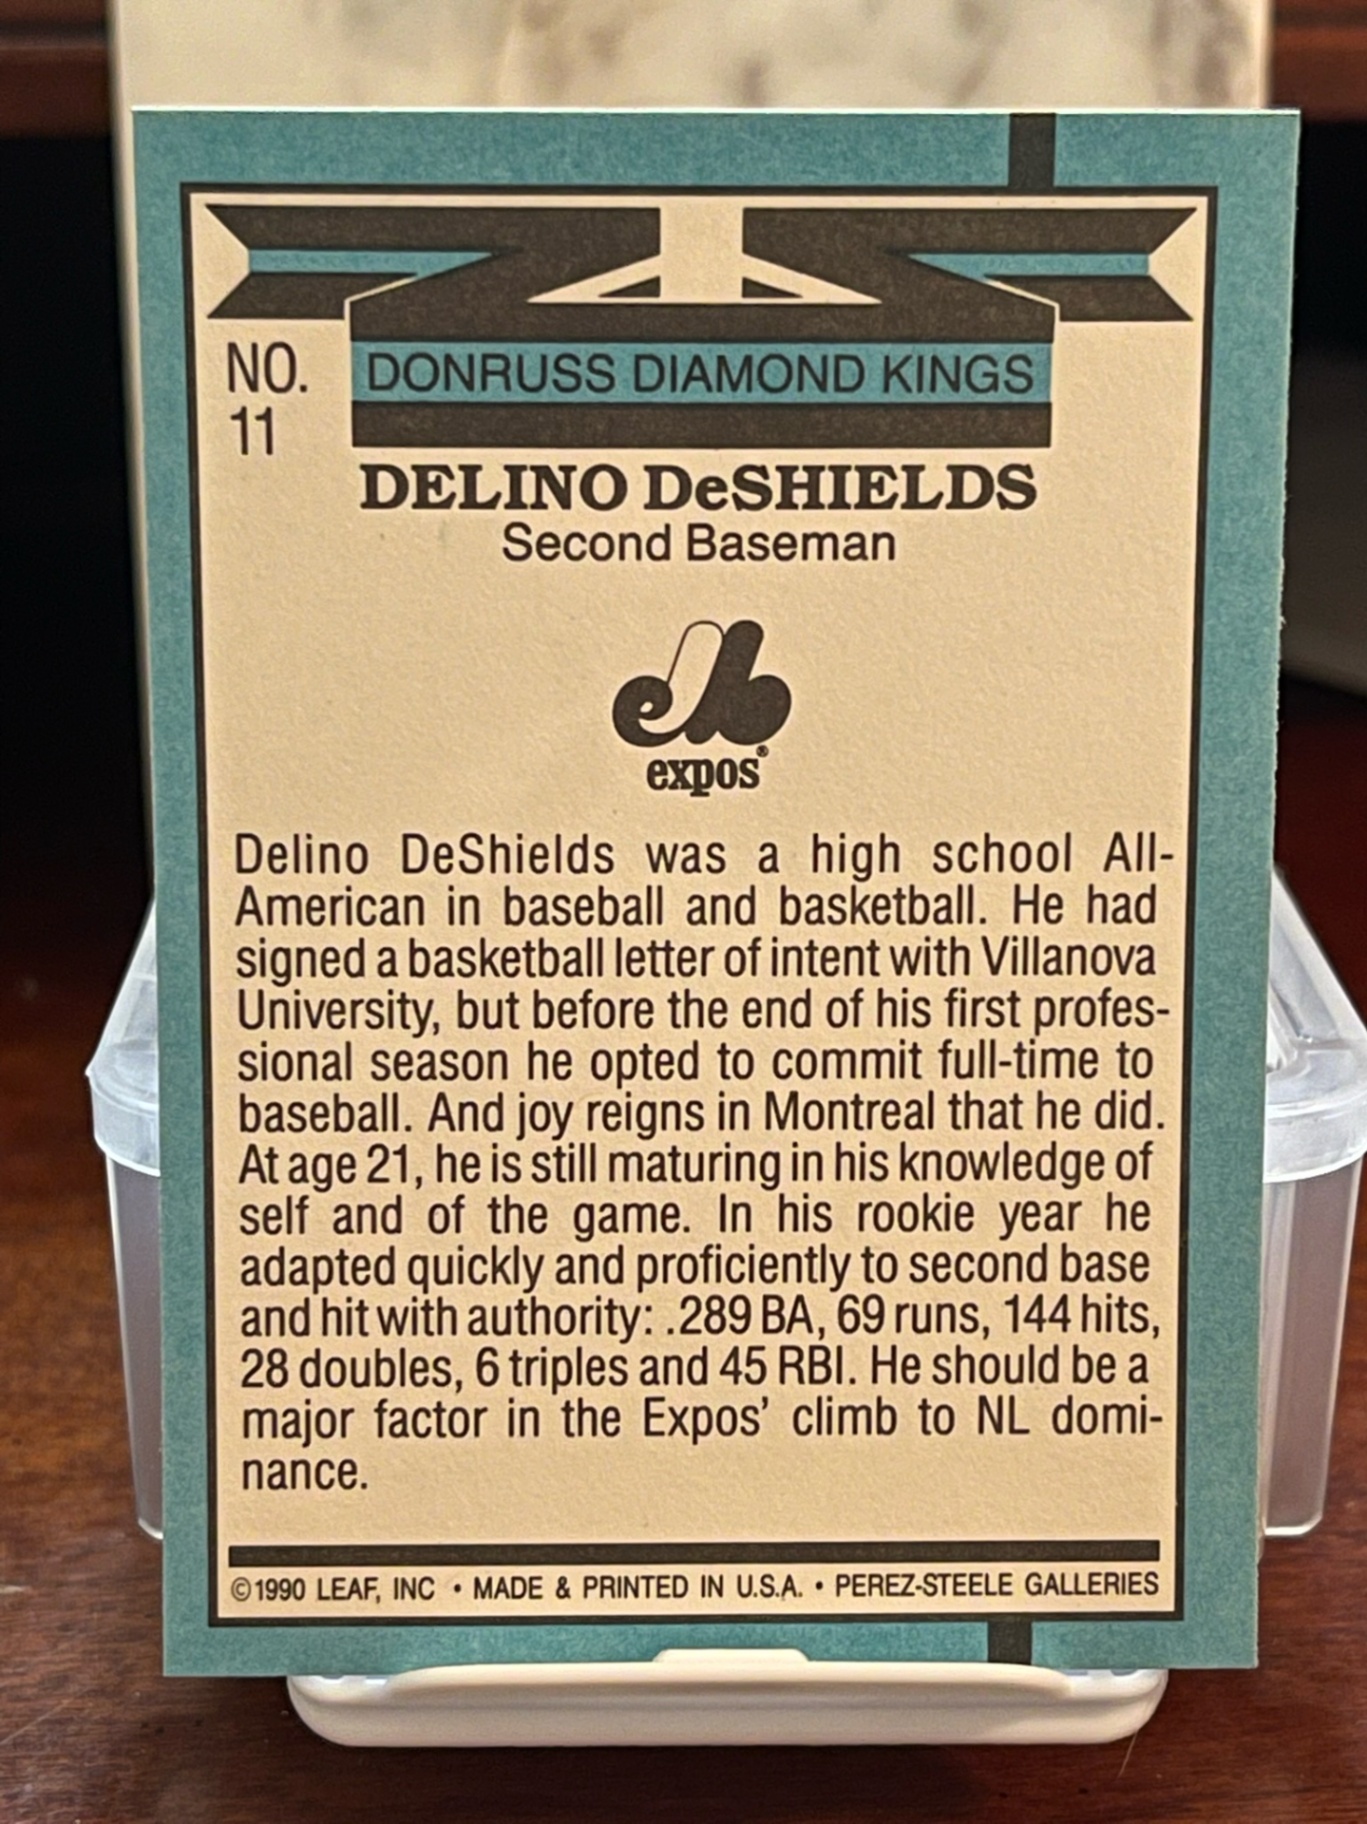 NO.
11
DONRUSS DIAMOND KINGS
DELINO DeSHIELDS
Second Baseman
eb
expos®
Delino DeShields was a high school All-
American in baseball and basketball. He had
signed a basketball letter of intent with Villanova
University, but before the end of his first profes-
sional season he opted to commit full-time to
baseball. And joy reigns in Montreal that he did.
At age 21, he is still maturing in his knowledge of
self and of the game. In his rookie year he
adapted quickly and proficiently to second base
and hit with authority: .289 BA, 69 runs, 144 hits,
28 doubles, 6 triples and 45 RBI. He should be a
major factor in the Expos' climb to NL domi-
nance.
©1990 LEAF, INC • MADE & PRINTED IN U.S.A. • PEREZ-STEELE GALLERIES